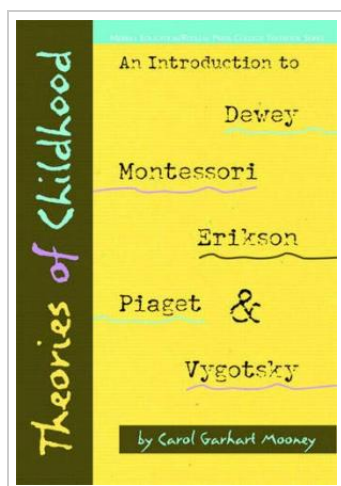 An Introduction to
Dewey
Montessori
Erikson
Piaget &
Vygotsky
by Carol Garhart Mooney
Theories of Childhood